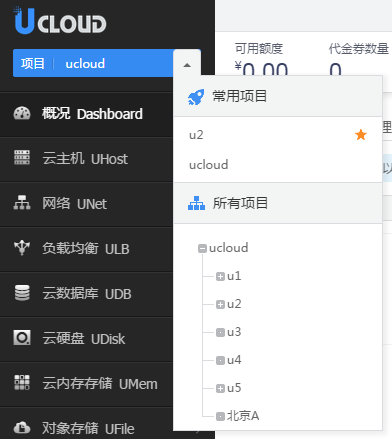 UCLOUD
项目 ucloud
可用额度 代金券数量
¥0.00 0
常用项目
概况 Dashboard
u2
理
云主机 UHost
ucloud
以
网络 UNet
所有项目
负载均衡 ULB
ucloud
u1
云数据库 UDB
u2
云硬盘 UDisk
u3
u4
云内存存储 UMem
u5
对象存储 UFile
北京A